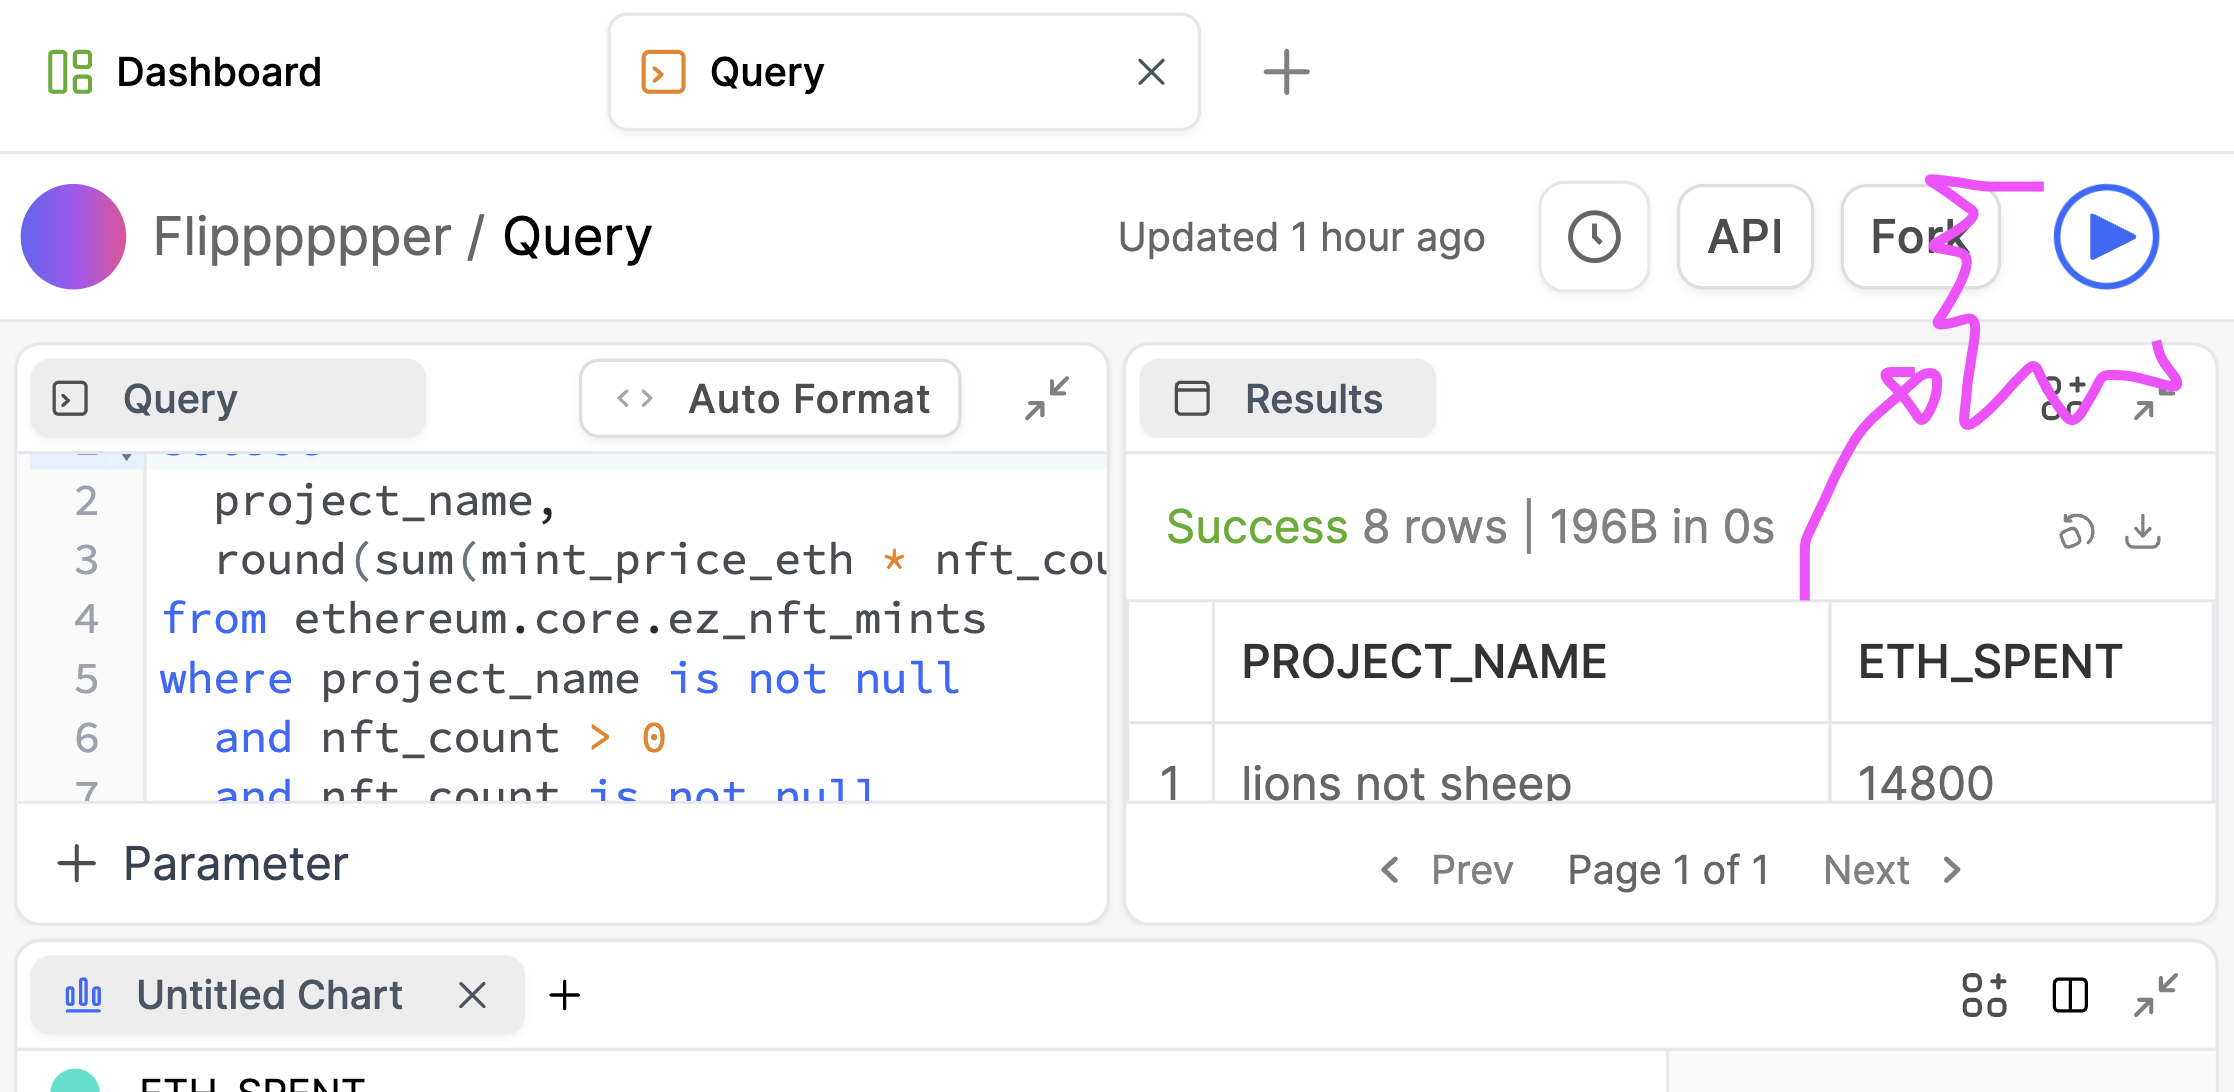 Dashboard
Query
Flipppppper / Query
Updated 1 hour ago
API
Fork
Query
Auto Format
2 project_name,
3 round(sum(mint_price_eth * nft_cou
4 from ethereum.core.ez_nft_mints
5 where project_name is not null
6 and nft_count > 0
7 and nft_count is not null
+ Parameter
Results
Success 8 rows | 196B in 0s
PROJECT_NAME ETH_SPENT
1 lions not sheep 14800
< Prev Page 1 of 1 Next >
Untitled Chart
ETH_SPENT